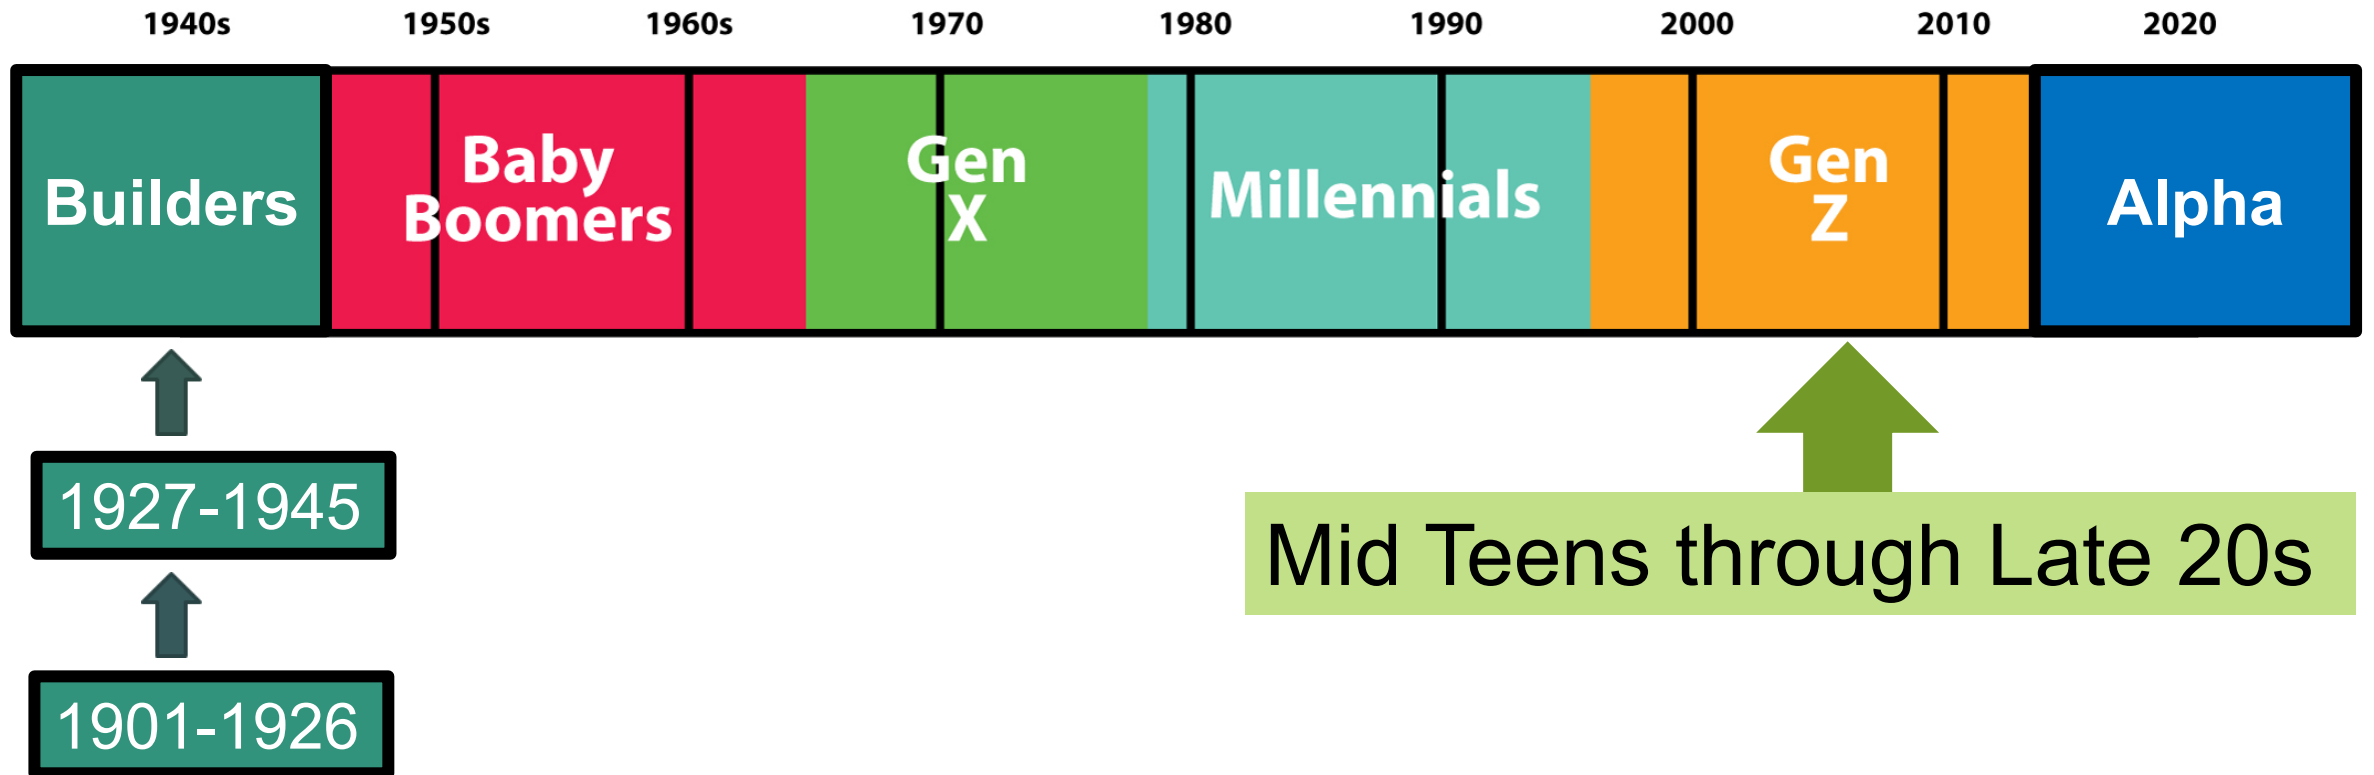 1940s 1950s 1960s 1970 1980 1990 2000 2010 2020
Builders
Baby
Boomers
Gen
X
Millennials
Gen
Z
Alpha
1927-1945
Mid Teens through Late 20s
1901-1926